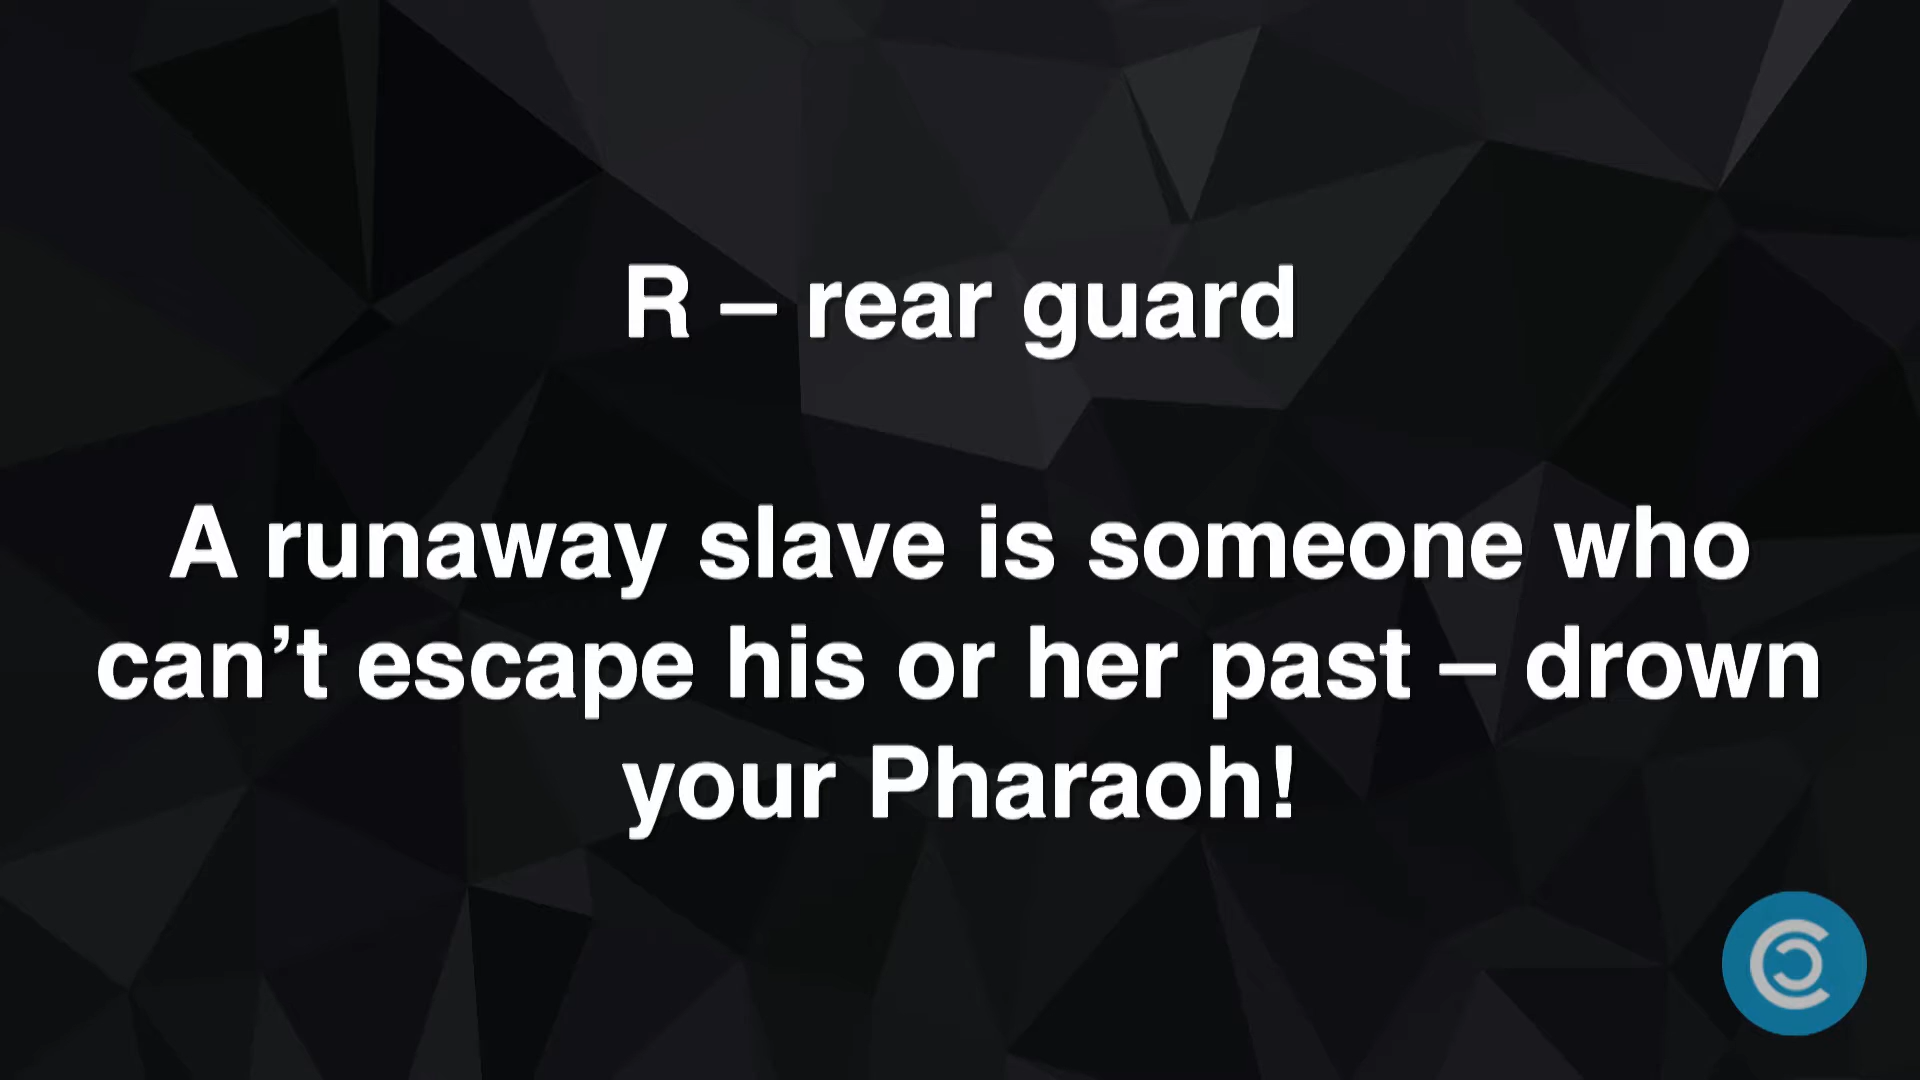 R – rear guard
A runaway slave is someone who
can’t escape his or her past – drown
your Pharaoh!